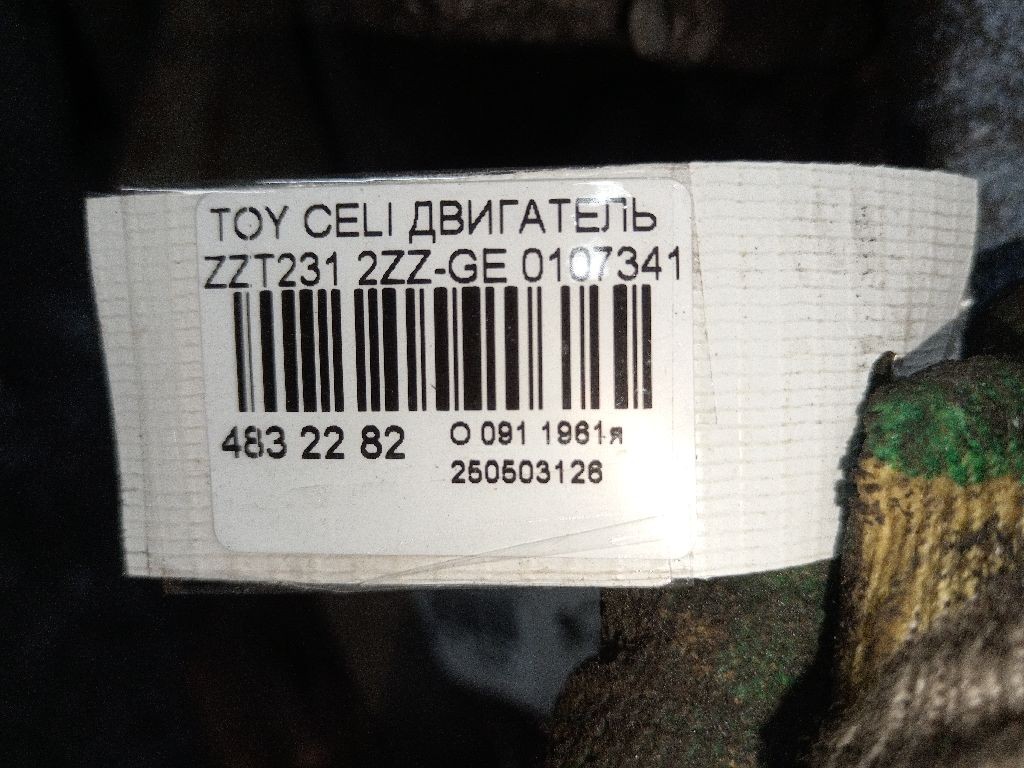 TOY CELI ДВИГАТЕЛЬ
ZZT231 2ZZ-GE 0107341
483 22 82
О 091 1961я
250503126